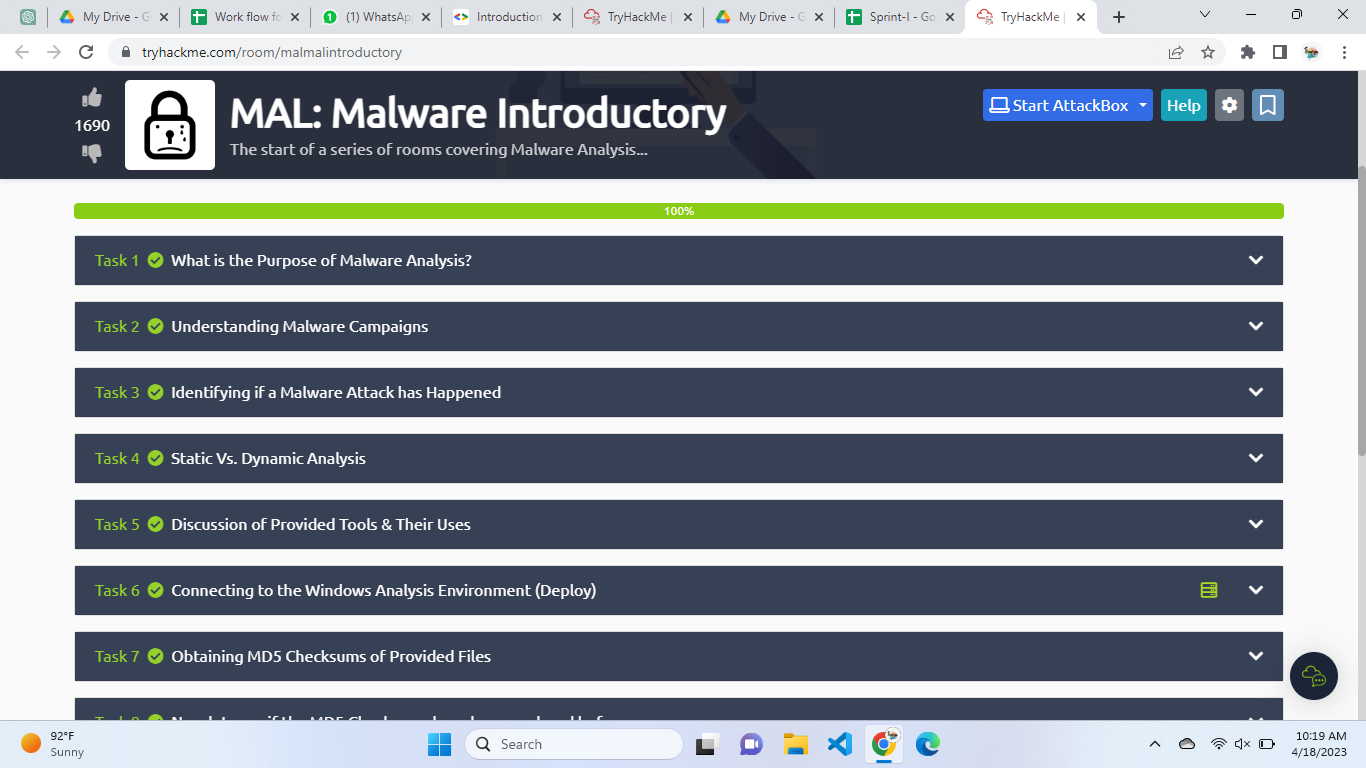 My Drive - G
Work flow fo
(1) WhatsAp
Introduction
TryHackMe |
My Drive - G
Sprint-I - Go
TryHackMe |
tryhackme.com/room/malmalintroductory
1690
MAL: Malware Introductory
The start of a series of rooms covering Malware Analysis...
Start AttackBox
Help
100%
Task 1 What is the Purpose of Malware Analysis?
Task 2 Understanding Malware Campaigns
Task 3 Identifying if a Malware Attack has Happened
Task 4 Static Vs. Dynamic Analysis
Task 5 Discussion of Provided Tools & Their Uses
Task 6 Connecting to the Windows Analysis Environment (Deploy)
Task 7 Obtaining MD5 Checksums of Provided Files
92°F
Sunny
Search
10:19 AM
4/18/2023